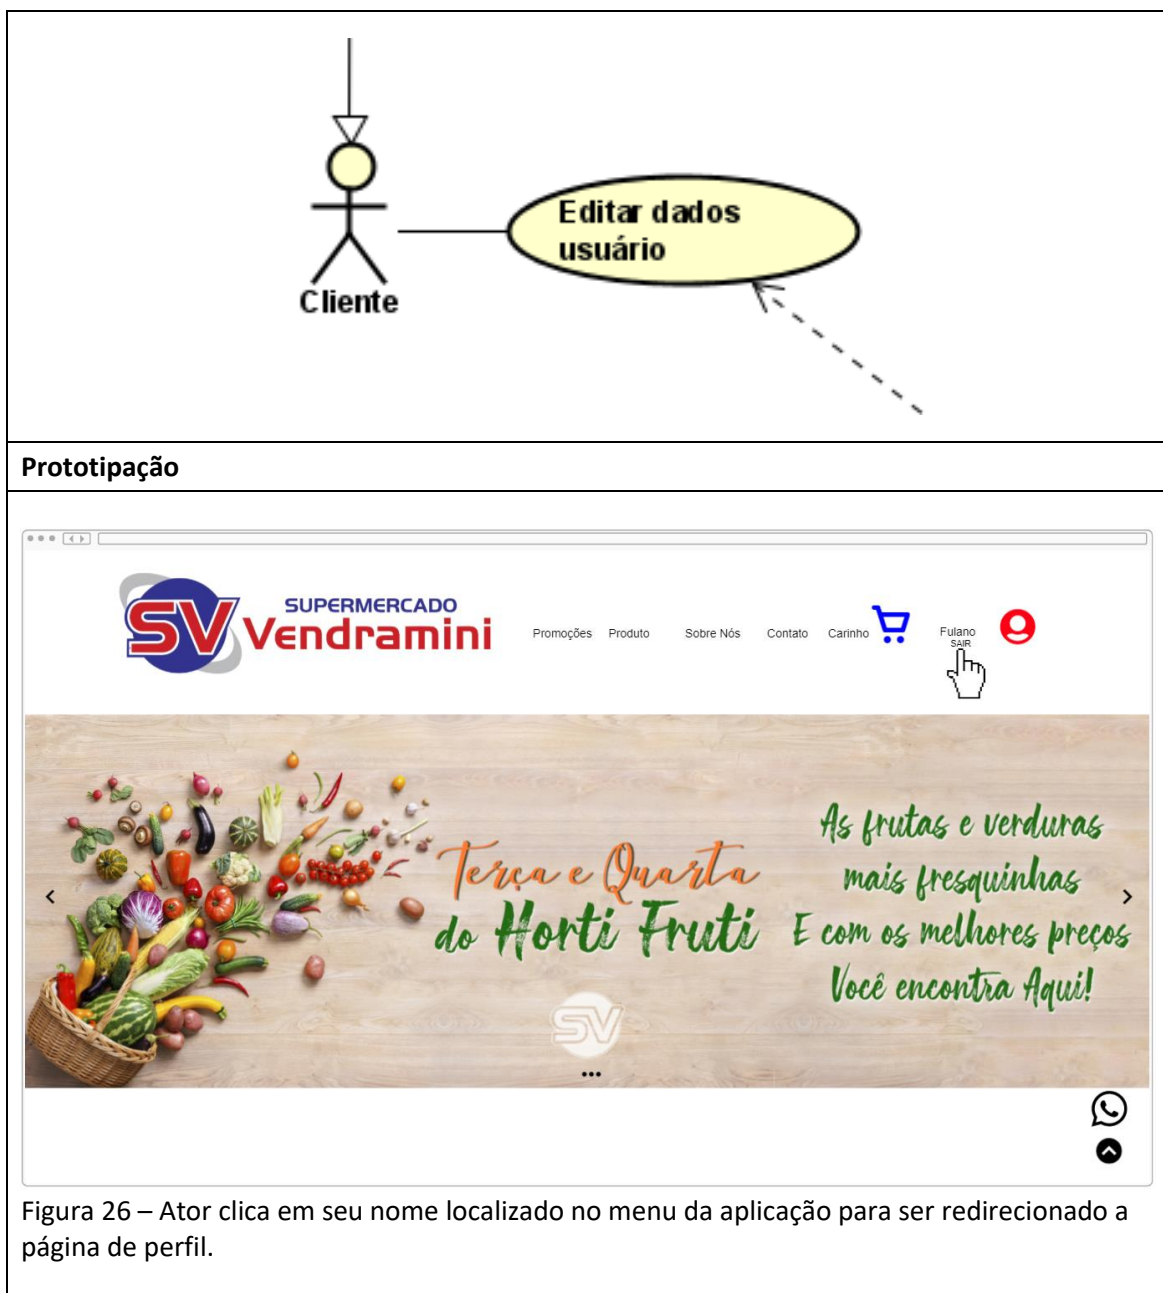 Editar dados
usuário
Cliente
Prototipação
SV SUPERMERCADO
Vendramini
Promoções Produto Sobre Nós Contato Carinho Fulano
SAIR
Terça e Quarta
do Horti Fruti
As frutas e verduras
mais fresquinhas
E com os melhores preços
Você encontra Aqui!
SV
Figura 26 – Ator clica em seu nome localizado no menu da aplicação para ser redirecionado a
página de perfil.